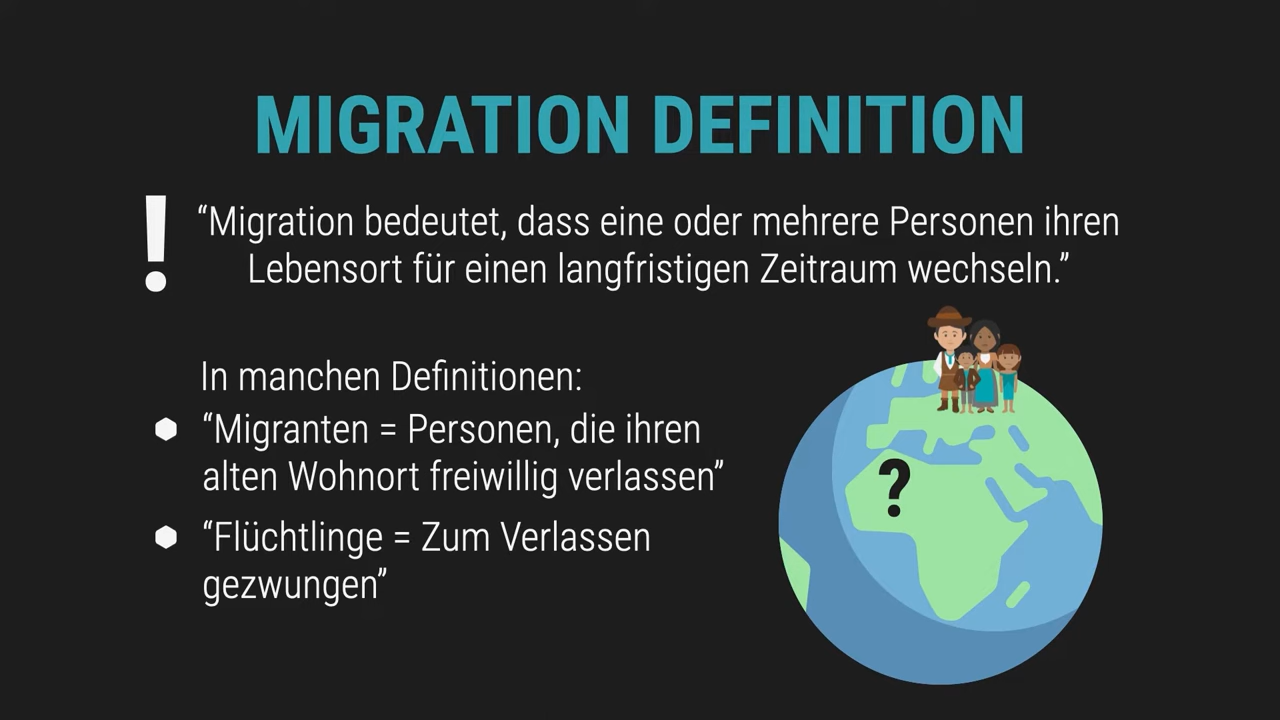 MIGRATION DEFINITION
! “Migration bedeutet, dass eine oder mehrere Personen ihren
Lebensort für einen langfristigen Zeitraum wechseln.”
In manchen Definitionen:
“Migranten = Personen, die ihren
alten Wohnort freiwillig verlassen”
“Flüchtlinge = Zum Verlassen
gezwungen”
?